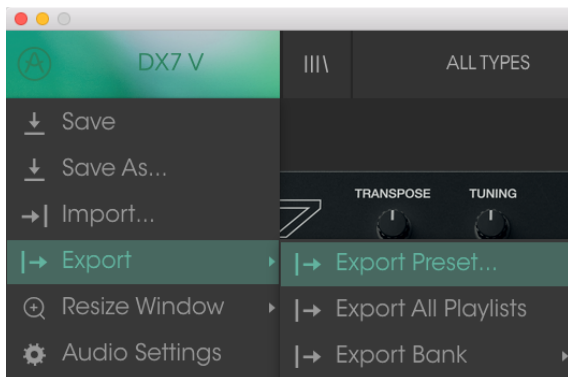 DX7 V
ALL TYPES
Save
Save As...
Import...
TRANSPOSE TUNING
7
Export
Export Preset...
Resize Window
Export All Playlists
Audio Settings
Export Bank